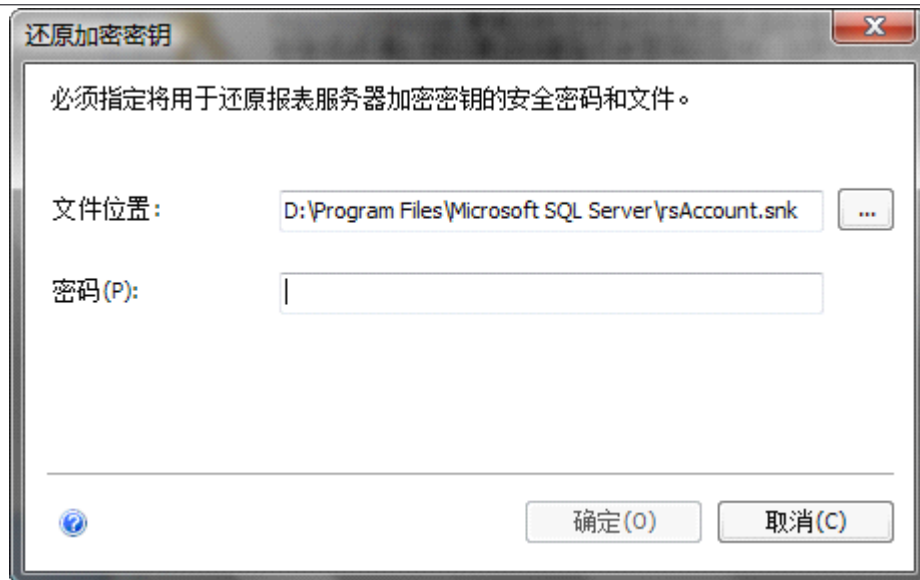 还原加密密钥
必须指定将用于还原报表服务器加密密钥的安全密码和文件。
文件位置: D:\Program Files\Microsoft SQL Server\rsAccount.snk ...
密码(P):
确定(O) 取消(C)